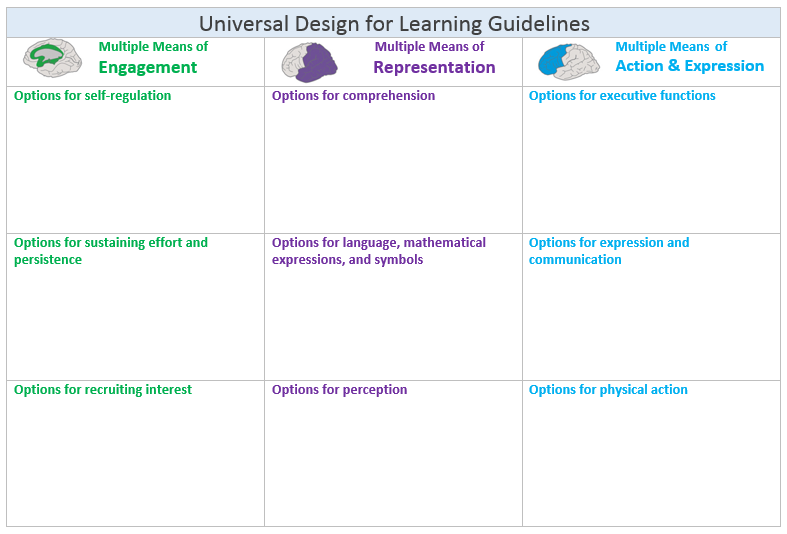 Universal Design for Learning Guidelines
Multiple Means of
Engagement
Multiple Means of
Representation
Multiple Means of
Action & Expression
Options for self-regulation
Options for comprehension
Options for executive functions
Options for sustaining effort and
persistence
Options for language, mathematical
expressions, and symbols
Options for expression and
communication
Options for recruiting interest
Options for perception
Options for physical action